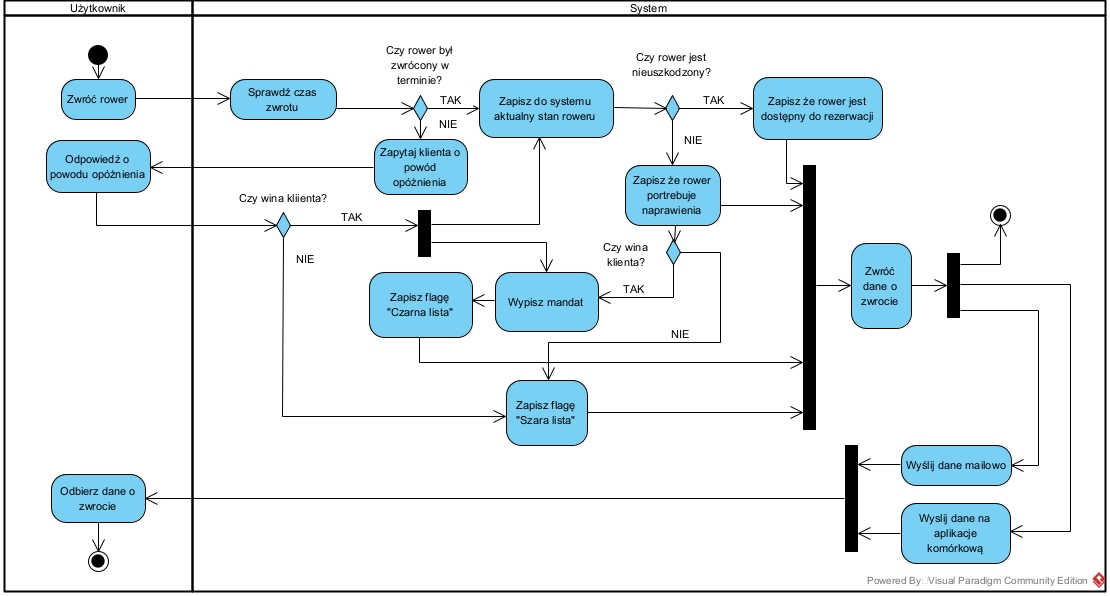 Użytkownik
System
Czy rower był
zwrócony w
terminie?
Czy rower jest
nieuszkodzony?
Zwróć rower
Sprawdź czas
zwrotu
TAK
NIE
Zapisz do systemu
aktualny stan roweru
TAK
NIE
Zapisz że rower jest
dostępny do rezerwacji
Odpowiedź o
powodu opóżnienia
Zapytaj klienta o
powód
opóżnienia
Zapisz że rower
portrebuje
naprawienia
Czy wina kliienta?
TAK
NIE
Czy wina
klienta?
TAK
NIE
Zapisz flagę
"Czarna lista"
Wypisz mandat
Zwróć
dane o
zwrocie
Zapisz flagę
"Szara lista"
Wyślij dane mailowo
Odbierz dane o
zwrocie
Wyslij dane na
aplikacje
komórkową
Powered By Visual Paradigm Community Edition